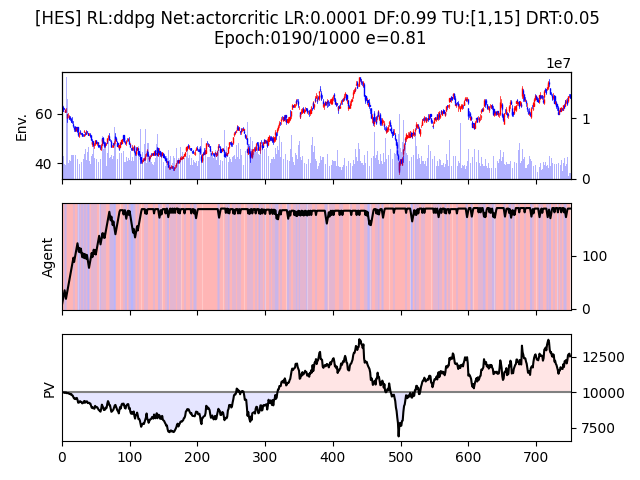 [HES] RL:ddpg Net:actorcritic LR:0.0001 DF:0.99 TU:[1,15] DRT:0.05
Epoch:0190/1000 e=0.81
1e7
Env.
60
40
1
0
Agent
100
0
PV
12500
10000
7500
0 100 200 300 400 500 600 700